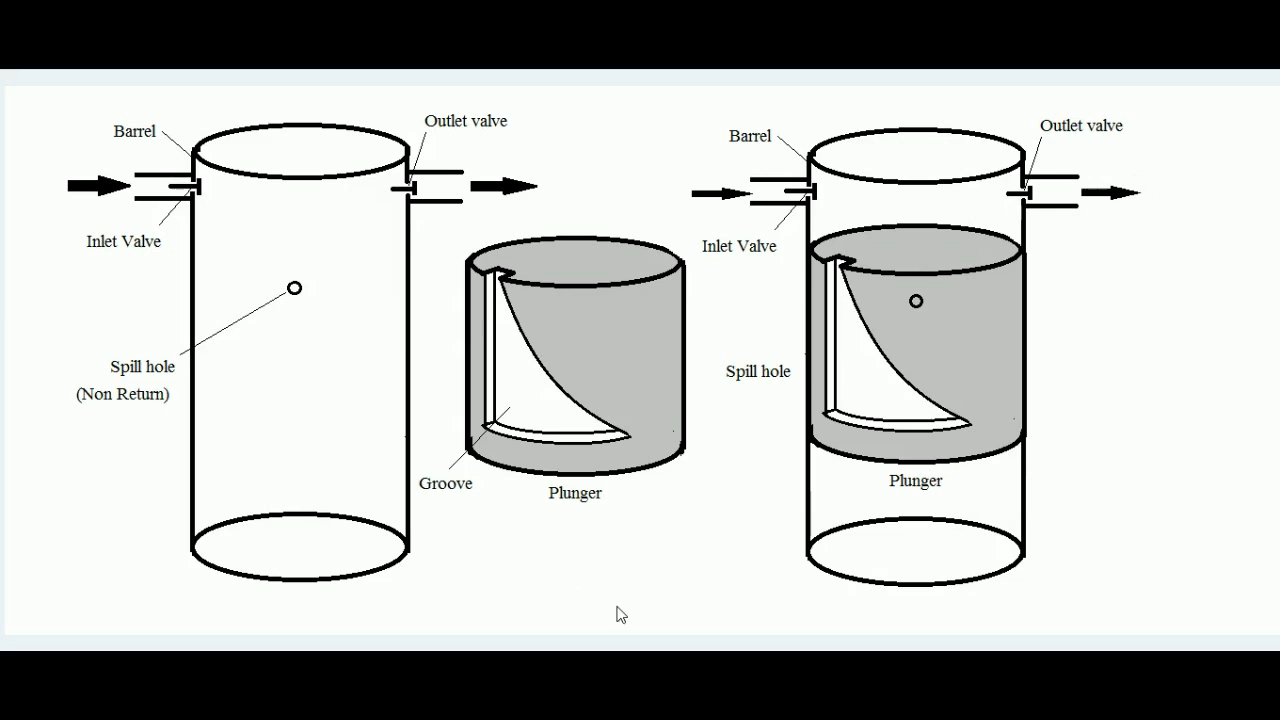 Barrel
Outlet valve
Inlet Valve
Spill hole
(Non Return)
Groove
Plunger
Barrel
Outlet valve
Inlet Valve
Spill hole
Plunger